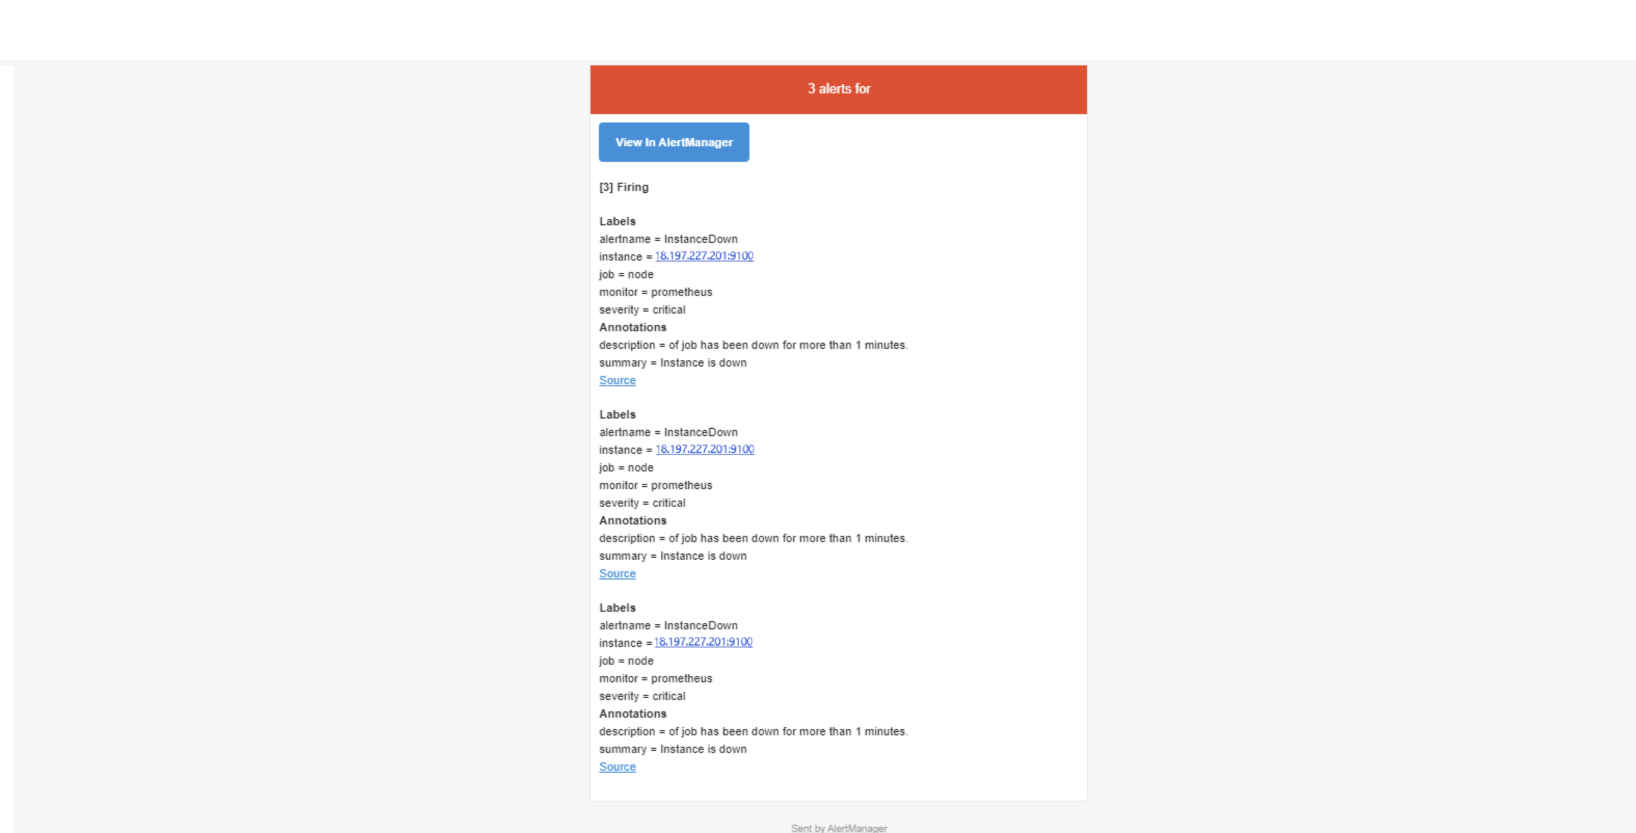 3 alerts for
View In AlertManager
[3] Firing
Labels
alertname = InstanceDown
instance = 18.197.227.201:9100
job = node
monitor = prometheus
severity = critical
Annotations
description = of job has been down for more than 1 minutes.
summary = Instance is down
Source
Labels
alertname = InstanceDown
instance = 18.197.227.201:9100
job = node
monitor = prometheus
severity = critical
Annotations
description = of job has been down for more than 1 minutes.
summary = Instance is down
Source
Labels
alertname = InstanceDown
instance = 18.197.227.201:9100
job = node
monitor = prometheus
severity = critical
Annotations
description = of job has been down for more than 1 minutes.
summary = Instance is down
Source
Sent by AlertManager